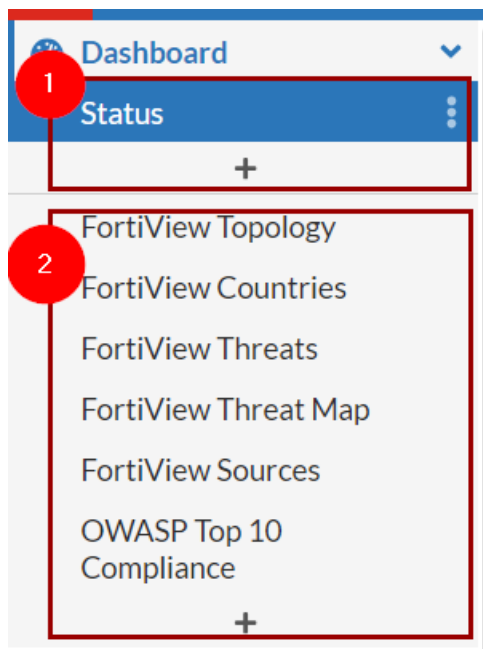 Dashboard
1
Status
+
FortiView Topology
2
FortiView Countries
FortiView Threats
FortiView Threat Map
FortiView Sources
OWASP Top 10
Compliance
+